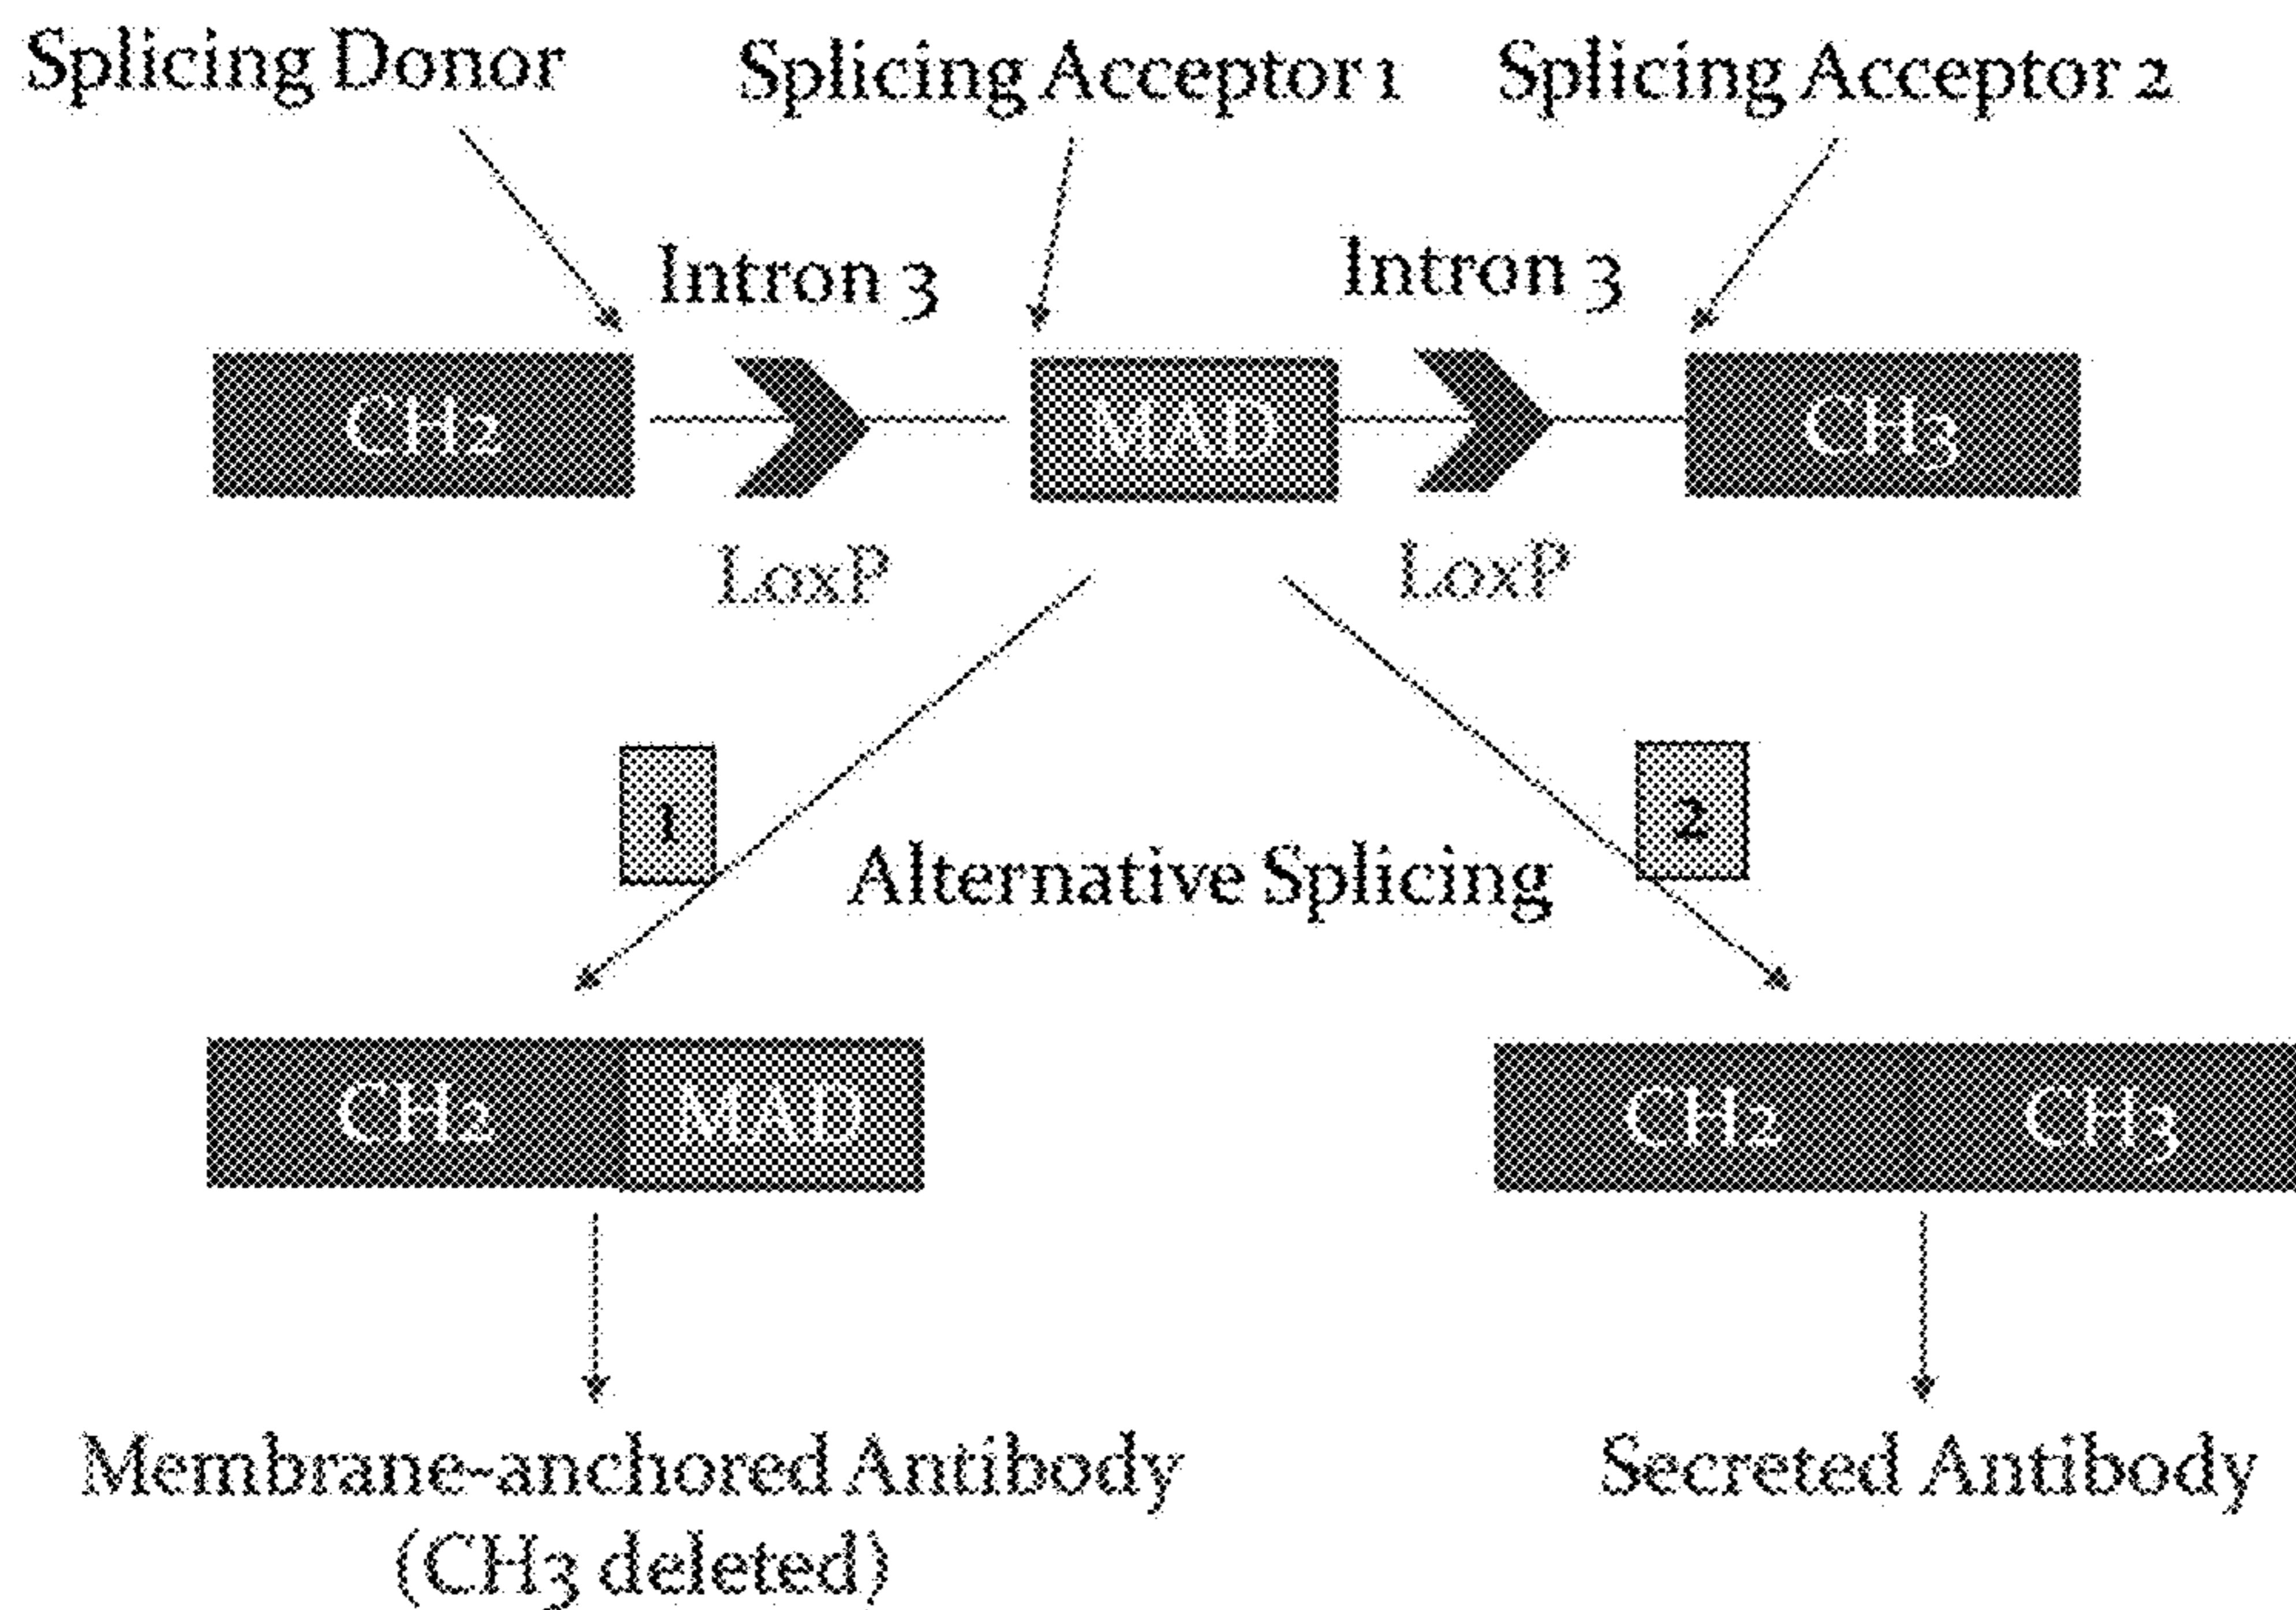 Splicing Donor
Splicing Acceptor 1
Splicing Acceptor 2
Intron 3
Intron 3
CH2
MAD
CH3
LoxP
LoxP
1
2
Alternative Splicing
CH2
MAD
CH2
CH3
Membrane-anchored Antibody
(CH3 deleted)
Secreted Antibody